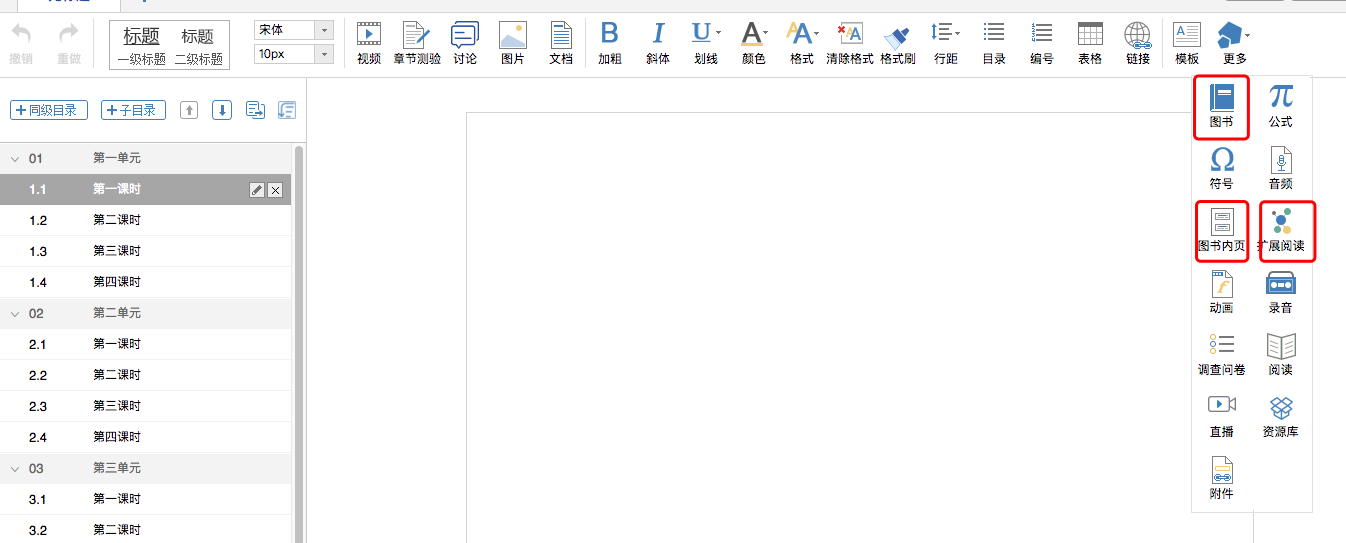 标题 标题
一级标题 二级标题
宋体
10px
撤销 重做
视频 章节测验 讨论 图片 文档
B I U A
加粗 斜体 划线 颜色 格式 清除格式 格式刷 行距 目录 编号 表格 链接 模板 更多
+同级目录 +子目录
01 第一单元
1.1 第一课时
1.2 第二课时
1.3 第三课时
1.4 第四课时
02 第二单元
2.1 第一课时
2.2 第二课时
2.3 第三课时
2.4 第四课时
03 第三单元
3.1 第一课时
3.2 第二课时
图书 公式
符号 音频
图书内页 扩展阅读
动画 录音
调查问卷 阅读
直播 资源库
附件